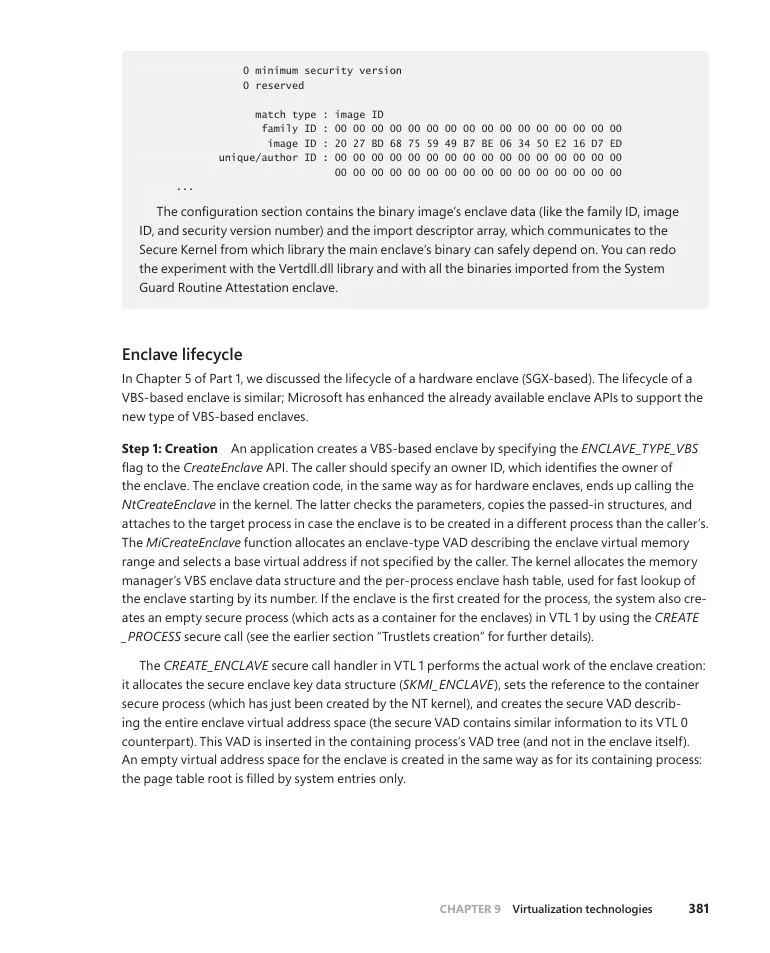 0 minimum security version
0 reserved
match type : image ID
family ID : 00 00 00 00 00 00 00 00 00 00 00 00 00 00 00 00
image ID : 20 27 BD 68 75 59 49 B7 BE 06 34 50 E2 16 D7 ED
unique/author ID : 00 00 00 00 00 00 00 00 00 00 00 00 00 00 00 00
00 00 00 00 00 00 00 00 00 00 00 00 00 00 00 00
...
The configuration section contains the binary image’s enclave data (like the family ID, image
ID, and security version number) and the import descriptor array, which communicates to the
Secure Kernel from which library the main enclave’s binary can safely depend on. You can redo
the experiment with the Vertdll.dll library and with all the binaries imported from the System
Guard Routine Attestation enclave.
Enclave lifecycle
In Chapter 5 of Part 1, we discussed the lifecycle of a hardware enclave (SGX-based). The lifecycle of a
VBS-based enclave is similar; Microsoft has enhanced the already available enclave APIs to support the
new type of VBS-based enclaves.
Step 1: Creation An application creates a VBS-based enclave by specifying the ENCLAVE_TYPE_VBS
flag to the CreateEnclave API. The caller should specify an owner ID, which identifies the owner of
the enclave. The enclave creation code, in the same way as for hardware enclaves, ends up calling the
NtCreateEnclave in the kernel. The latter checks the parameters, copies the passed-in structures, and
attaches to the target process in case the enclave is to be created in a different process than the caller’s.
The MiCreateEnclave function allocates an enclave-type VAD describing the enclave virtual memory
range and selects a base virtual address if not specified by the caller. The kernel allocates the memory
manager’s VBS enclave data structure and the per-process enclave hash table, used for fast lookup of
the enclave starting by its number. If the enclave is the first created for the process, the system also cre-
ates an empty secure process (which acts as a container for the enclaves) in VTL 1 by using the CREATE
_PROCESS secure call (see the earlier section “Trustlets creation” for further details).
The CREATE_ENCLAVE secure call handler in VTL 1 performs the actual work of the enclave creation:
it allocates the secure enclave key data structure (SKMI_ENCLAVE), sets the reference to the container
secure process (which has just been created by the NT kernel), and creates the secure VAD describ-
ing the entire enclave virtual address space (the secure VAD contains similar information to its VTL 0
counterpart). This VAD is inserted in the containing process’s VAD tree (and not in the enclave itself).
An empty virtual address space for the enclave is created in the same way as for its containing process:
the page table root is filled by system entries only.
CHAPTER 9 Virtualization technologies 381